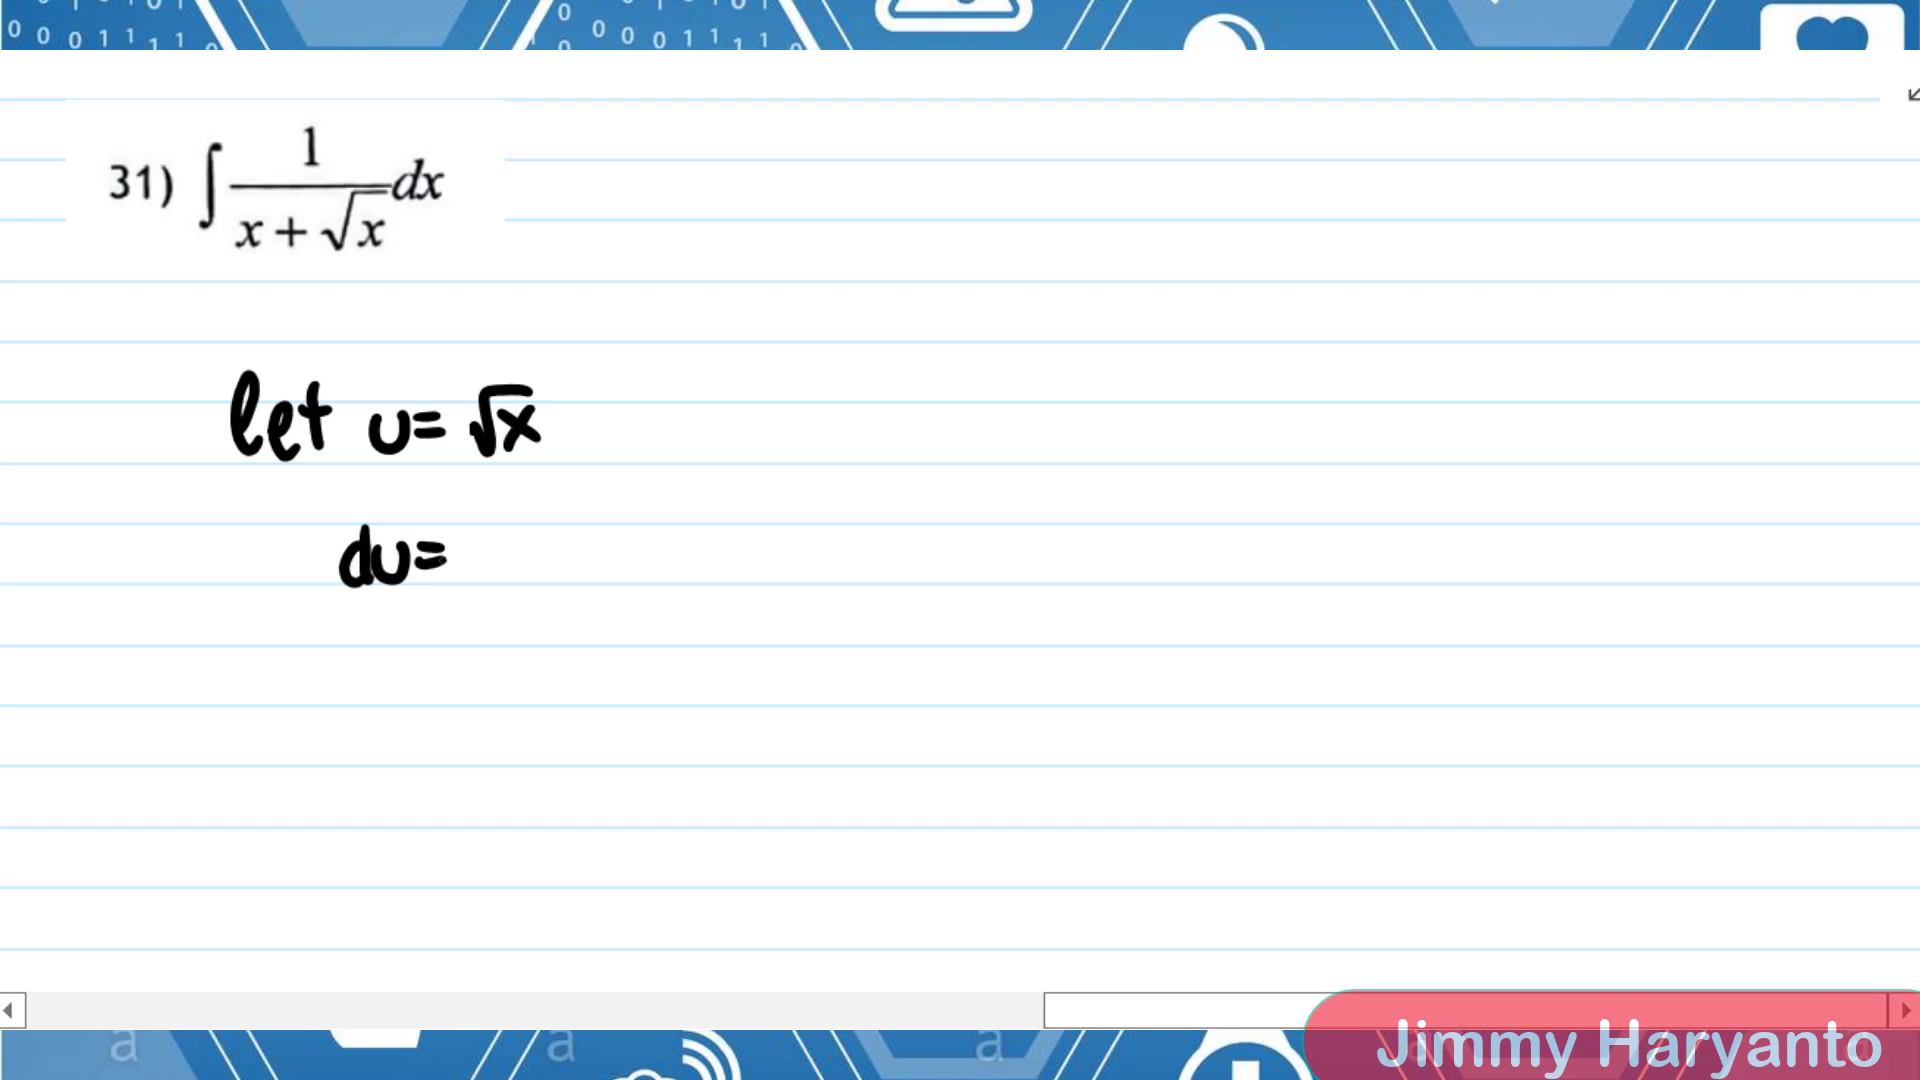 31) ∫ 1/(x + √x) dx
let u = √x
du =
Jimmy Haryanto